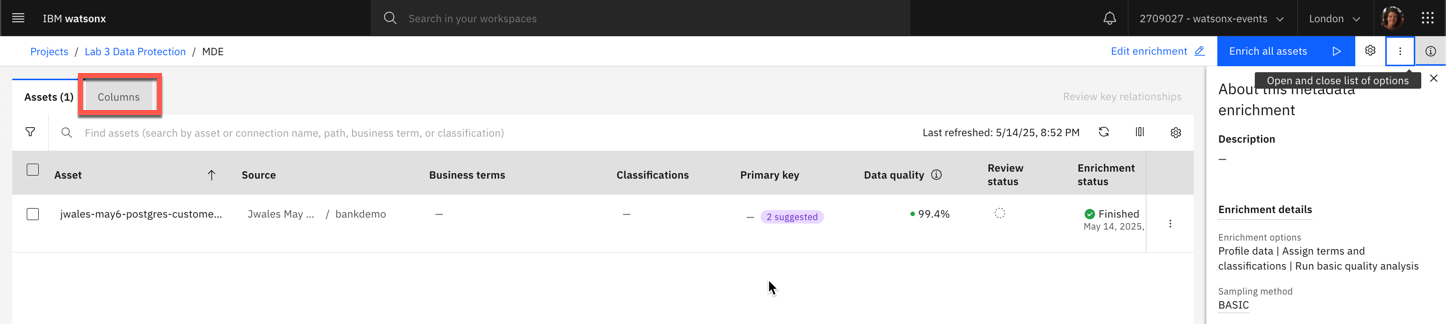 IBM watsonx
Search in your workspaces
2709027 - watsonx-events
London
Projects / Lab 3 Data Protection / MDE
Edit enrichment
Enrich all assets
Open and close list of options
Assets (1)
Columns
Review key relationships
Find assets (search by asset or connection name, path, business term, or classification)
Last refreshed: 5/14/25, 8:52 PM
Asset
Source
Business terms
Classifications
Primary key
Data quality
Review
status
Enrichment
status
jwales-may6-postgres-custome...
Jwales May ... / bankdemo
—
—
— 2 suggested
99.4%
Finished
May 14, 2025,
About this metadata
enrichment
Description
—
Enrichment details
Enrichment options
Profile data | Assign terms and
classifications | Run basic quality analysis
Sampling method
BASIC